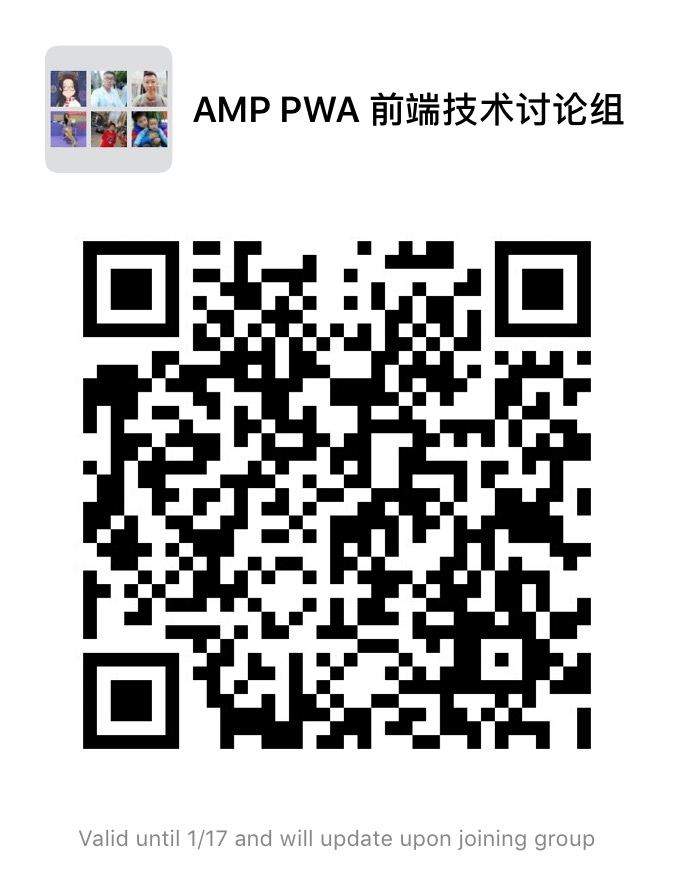 AMP PWA 前端技术讨论组
Valid until 1/17 and will update upon joining group